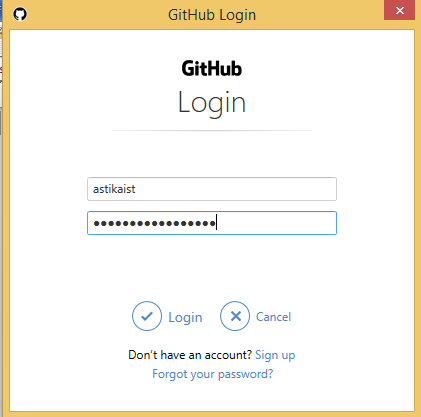 GitHub Login
GitHub
Login
astikaist
Login Cancel
Don't have an account? Sign up
Forgot your password?